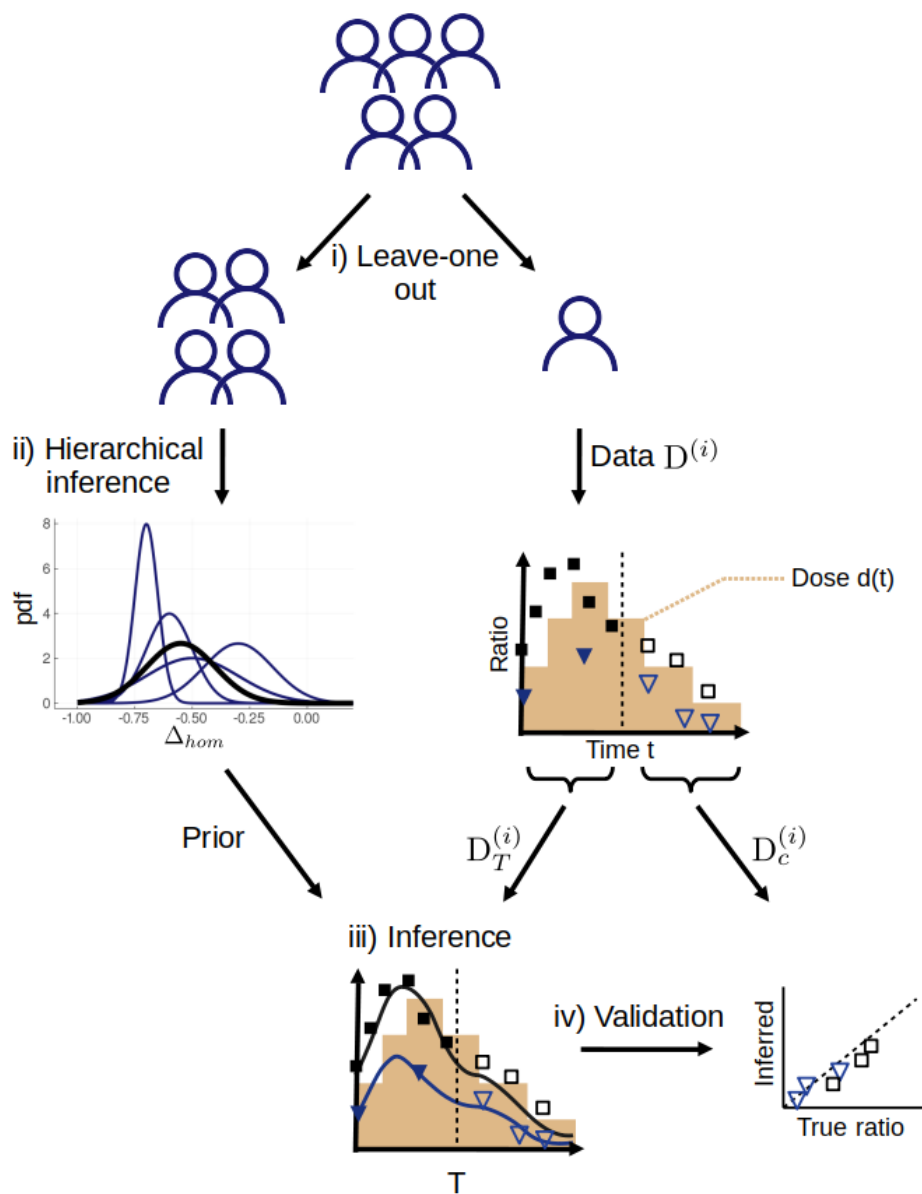 i) Leave-one
out
ii) Hierarchical
inference
Data D^{(i)}
pdf
8
6
4
2
0
-1.00 -0.75 -0.50 -0.25 0.00
Δ_{hom}
Ratio
Time t
Dose d(t)
Prior
D_T^{(i)}
D_c^{(i)}
iii) Inference
T
iv) Validation
Inferred
True ratio